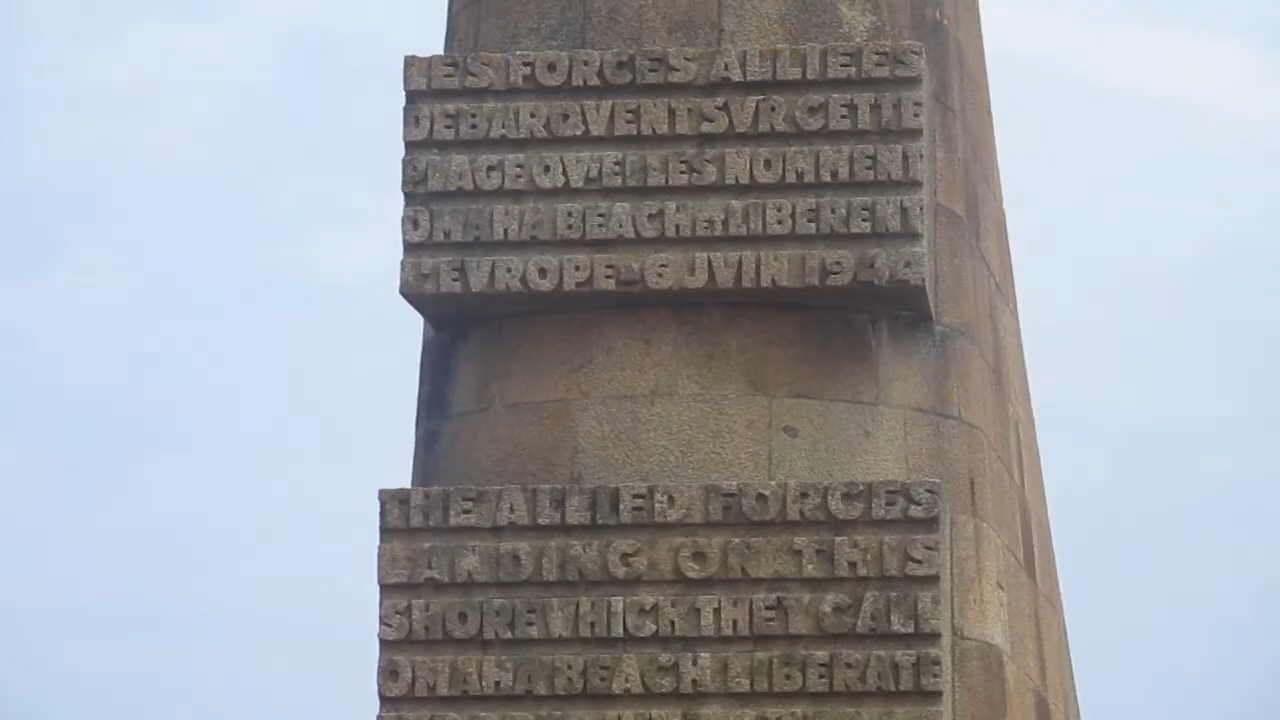 LES FORCES ALLIEES
DEBARQVENT SVR CETTE
PLAGE QV'ELLES NOMMENT
OMAHA BEACH ET LIBERENT
L'EVROPE - 6 JVIN 1944
THE ALLIED FORCES
LANDING ON THIS
SHORE WHICH THEY CALL
OMAHA BEACH LIBERATE